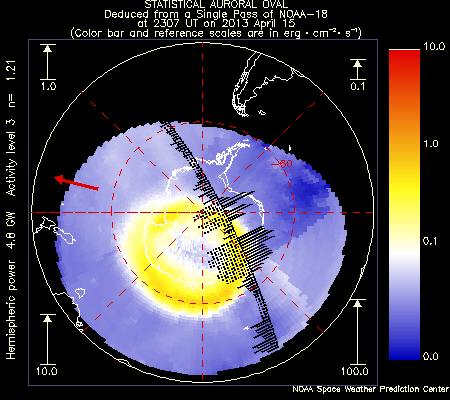 STATISTICAL AURORAL OVAL
Deduced from a Single Pass of NOAA-18
at 2307 UT on 2013 April 15
(Color bar and reference scales are in erg · cm⁻² · s⁻¹)
1.0
0.1
10.0
1.0
0.1
0.0
Hemispheric power 4.8 GW Activity level 3 n= 1.21
10.0
100.0
NOAA Space Weather Prediction Center